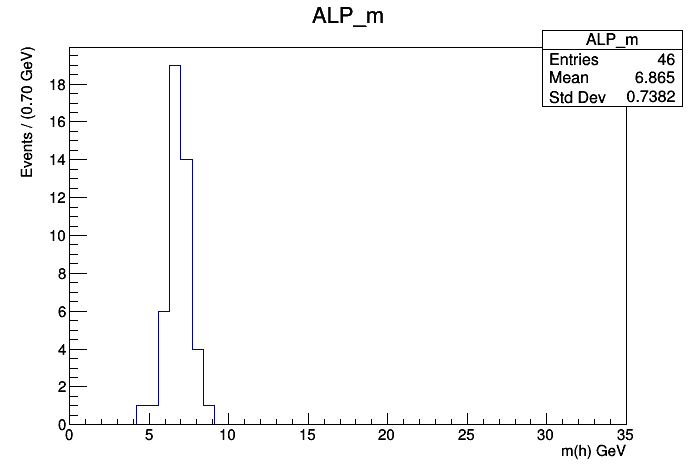 ALP_m
ALP_m
Entries 46
Mean 6.865
Std Dev 0.7382
Events / (0.70 GeV)
18
16
14
12
10
8
6
4
2
0
0 5 10 15 20 25 30 35
m(h) GeV